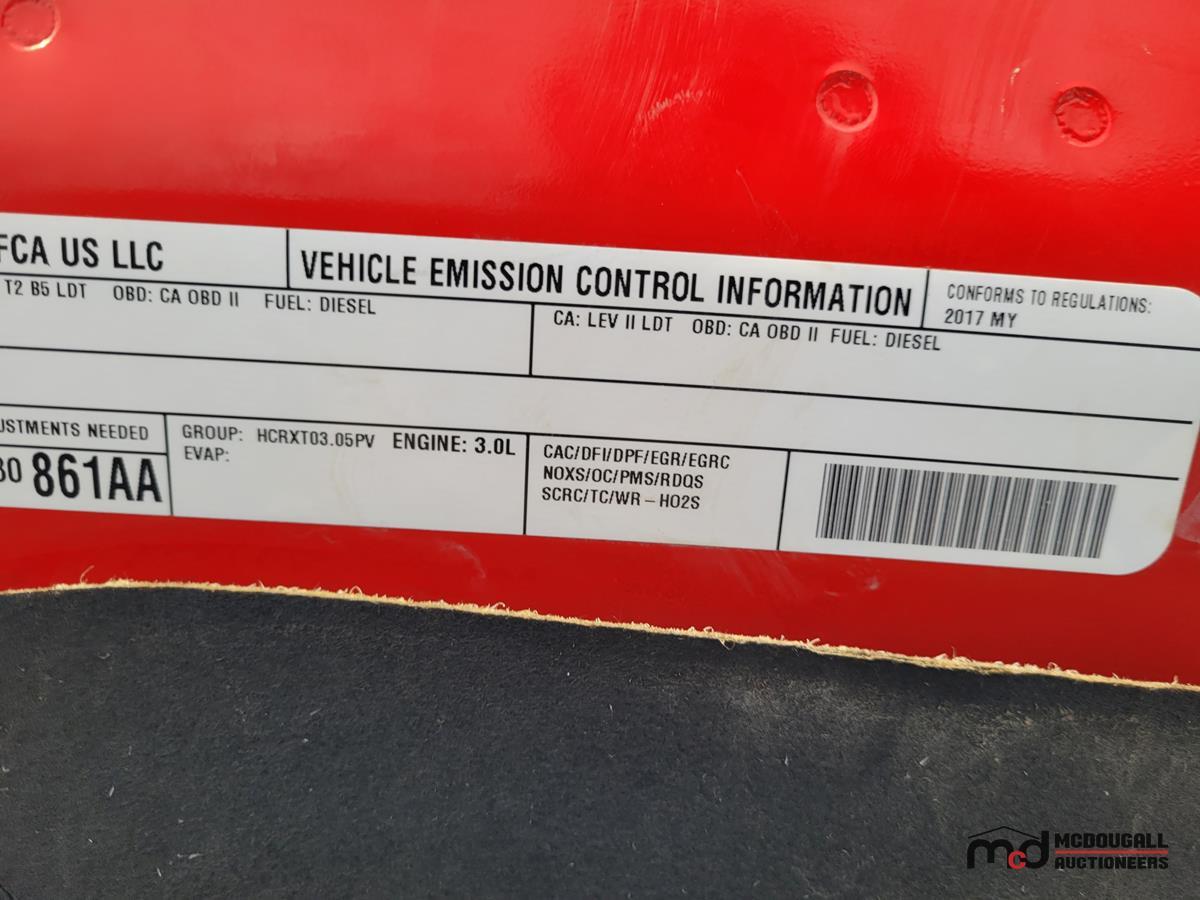 FCA US LLC
VEHICLE EMISSION CONTROL INFORMATION
CONFORMS TO REGULATIONS:
2017 MY
T2 B5 LDT OBD: CA OBD II FUEL: DIESEL
CA: LEV II LDT OBD: CA OBD II FUEL: DIESEL
NEEDED
861AA
GROUP: HCRXT03.05PV ENGINE: 3.0L
EVAP:
CAC/DFI/DPF/EGR/EGRC
NOXS/OC/PMS/RDQS
SCRC/TC/WR – HO2S
mcd MCDOUGALL
AUCTIONEERS